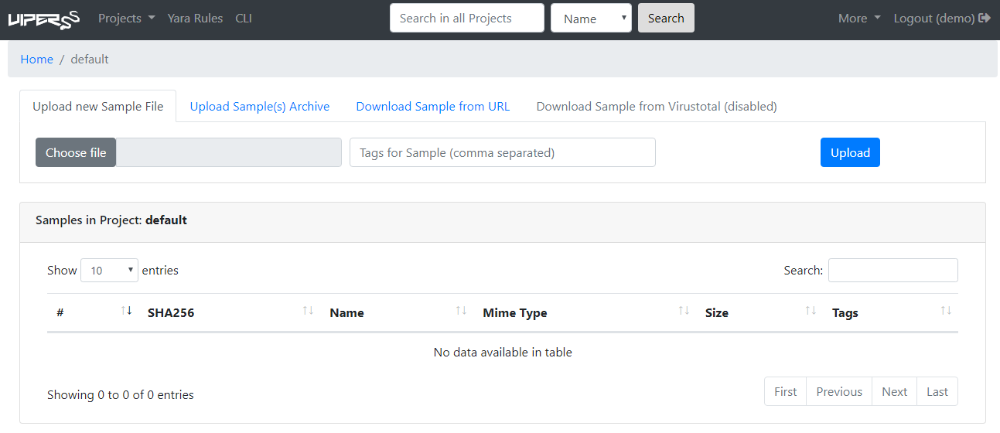 VIPER Projects Yara Rules CLI Search in all Projects Name Search More Logout (demo)
Home / default
Upload new Sample File Upload Sample(s) Archive Download Sample from URL Download Sample from Virustotal (disabled)
Choose file Tags for Sample (comma separated) Upload
Samples in Project: default
Show 10 entries Search:
# SHA256 Name Mime Type Size Tags
No data available in table
Showing 0 to 0 of 0 entries First Previous Next Last